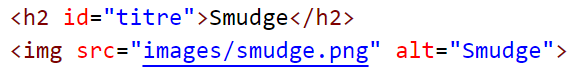 <h2 id="titre">Smudge</h2>
<img src="images/smudge.png" alt="Smudge">